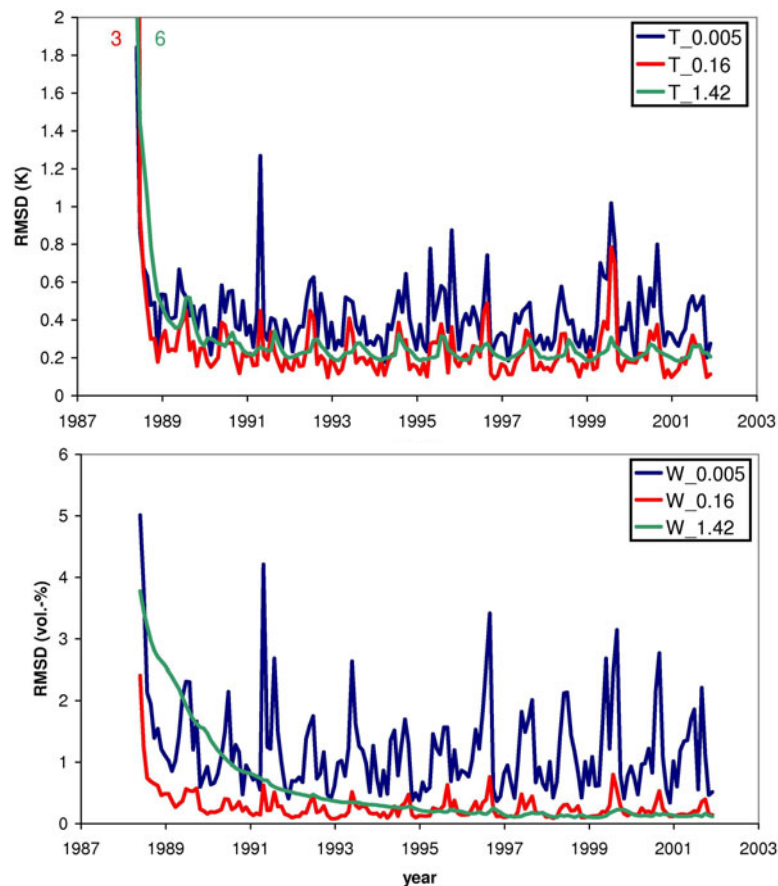 2
3 6
T_0.005
1.8
T_0.16
1.6
T_1.42
1.4
1.2
1
0.8
0.6
0.4
0.2
0
RMSD (K)
1987 1989 1991 1993 1995 1997 1999 2001 2003
6
W_0.005
W_0.16
5
W_1.42
4
3
2
1
0
RMSD (vol.-%)
1987 1989 1991 1993 1995 1997 1999 2001 2003
year